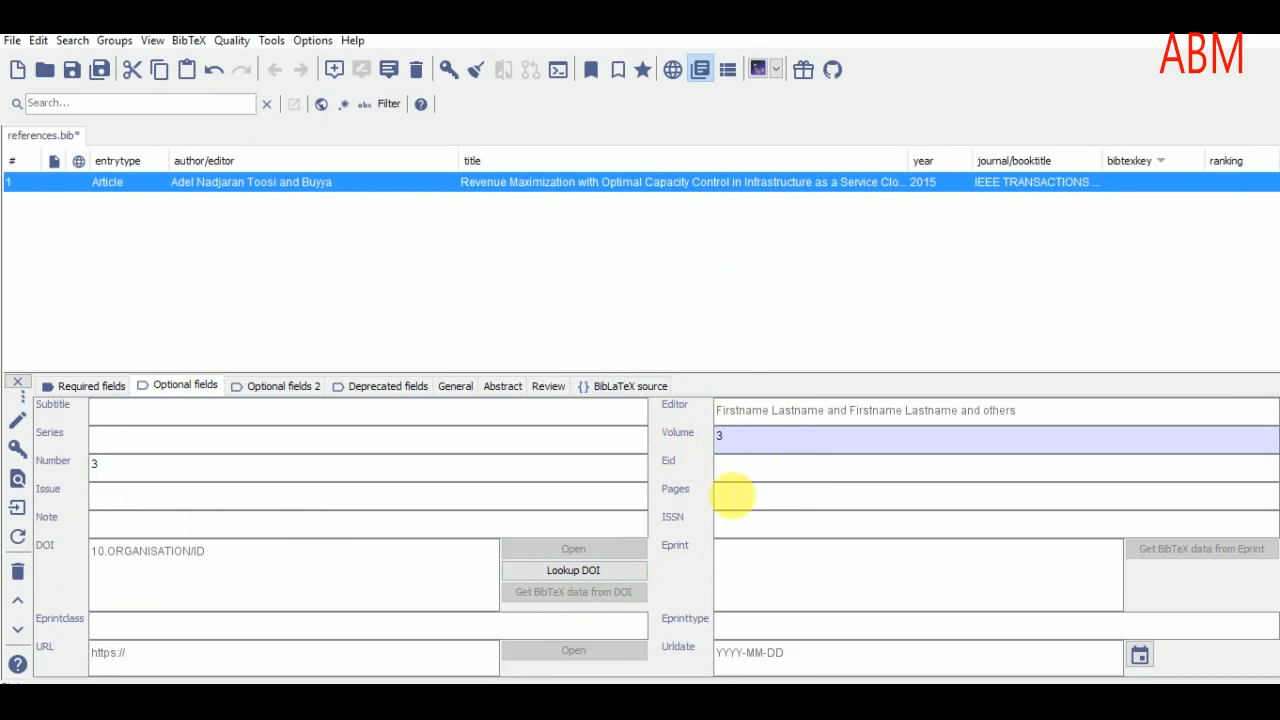 File Edit Search Groups View BibTeX Quality Tools Options Help
ABM
Search...
abc Filter
references.bib*
# entrytype author/editor title year journal/booktitle bibtexkey ranking
1 Article Adel Nadjaran Toosi and Buyya Revenue Maximization with Optimal Capacity Control in Infrastructure as a Service Clo... 2015 IEEE TRANSACTIONS ...
Required fields Optional fields Optional fields 2 Deprecated fields General Abstract Review {} BibLaTeX source
Subtitle Editor Firstname Lastname and Firstname Lastname and others
Series Volume 3
Number 3 Eid
Issue Pages
Note ISSN
DOI 10.ORGANISATION/ID Open Eprint Get BibTeX data from Eprint
Lookup DOI
Get BibTeX data from DOI
Eprintclass Eprinttype
URL https:// Open Urldate YYYY-MM-DD